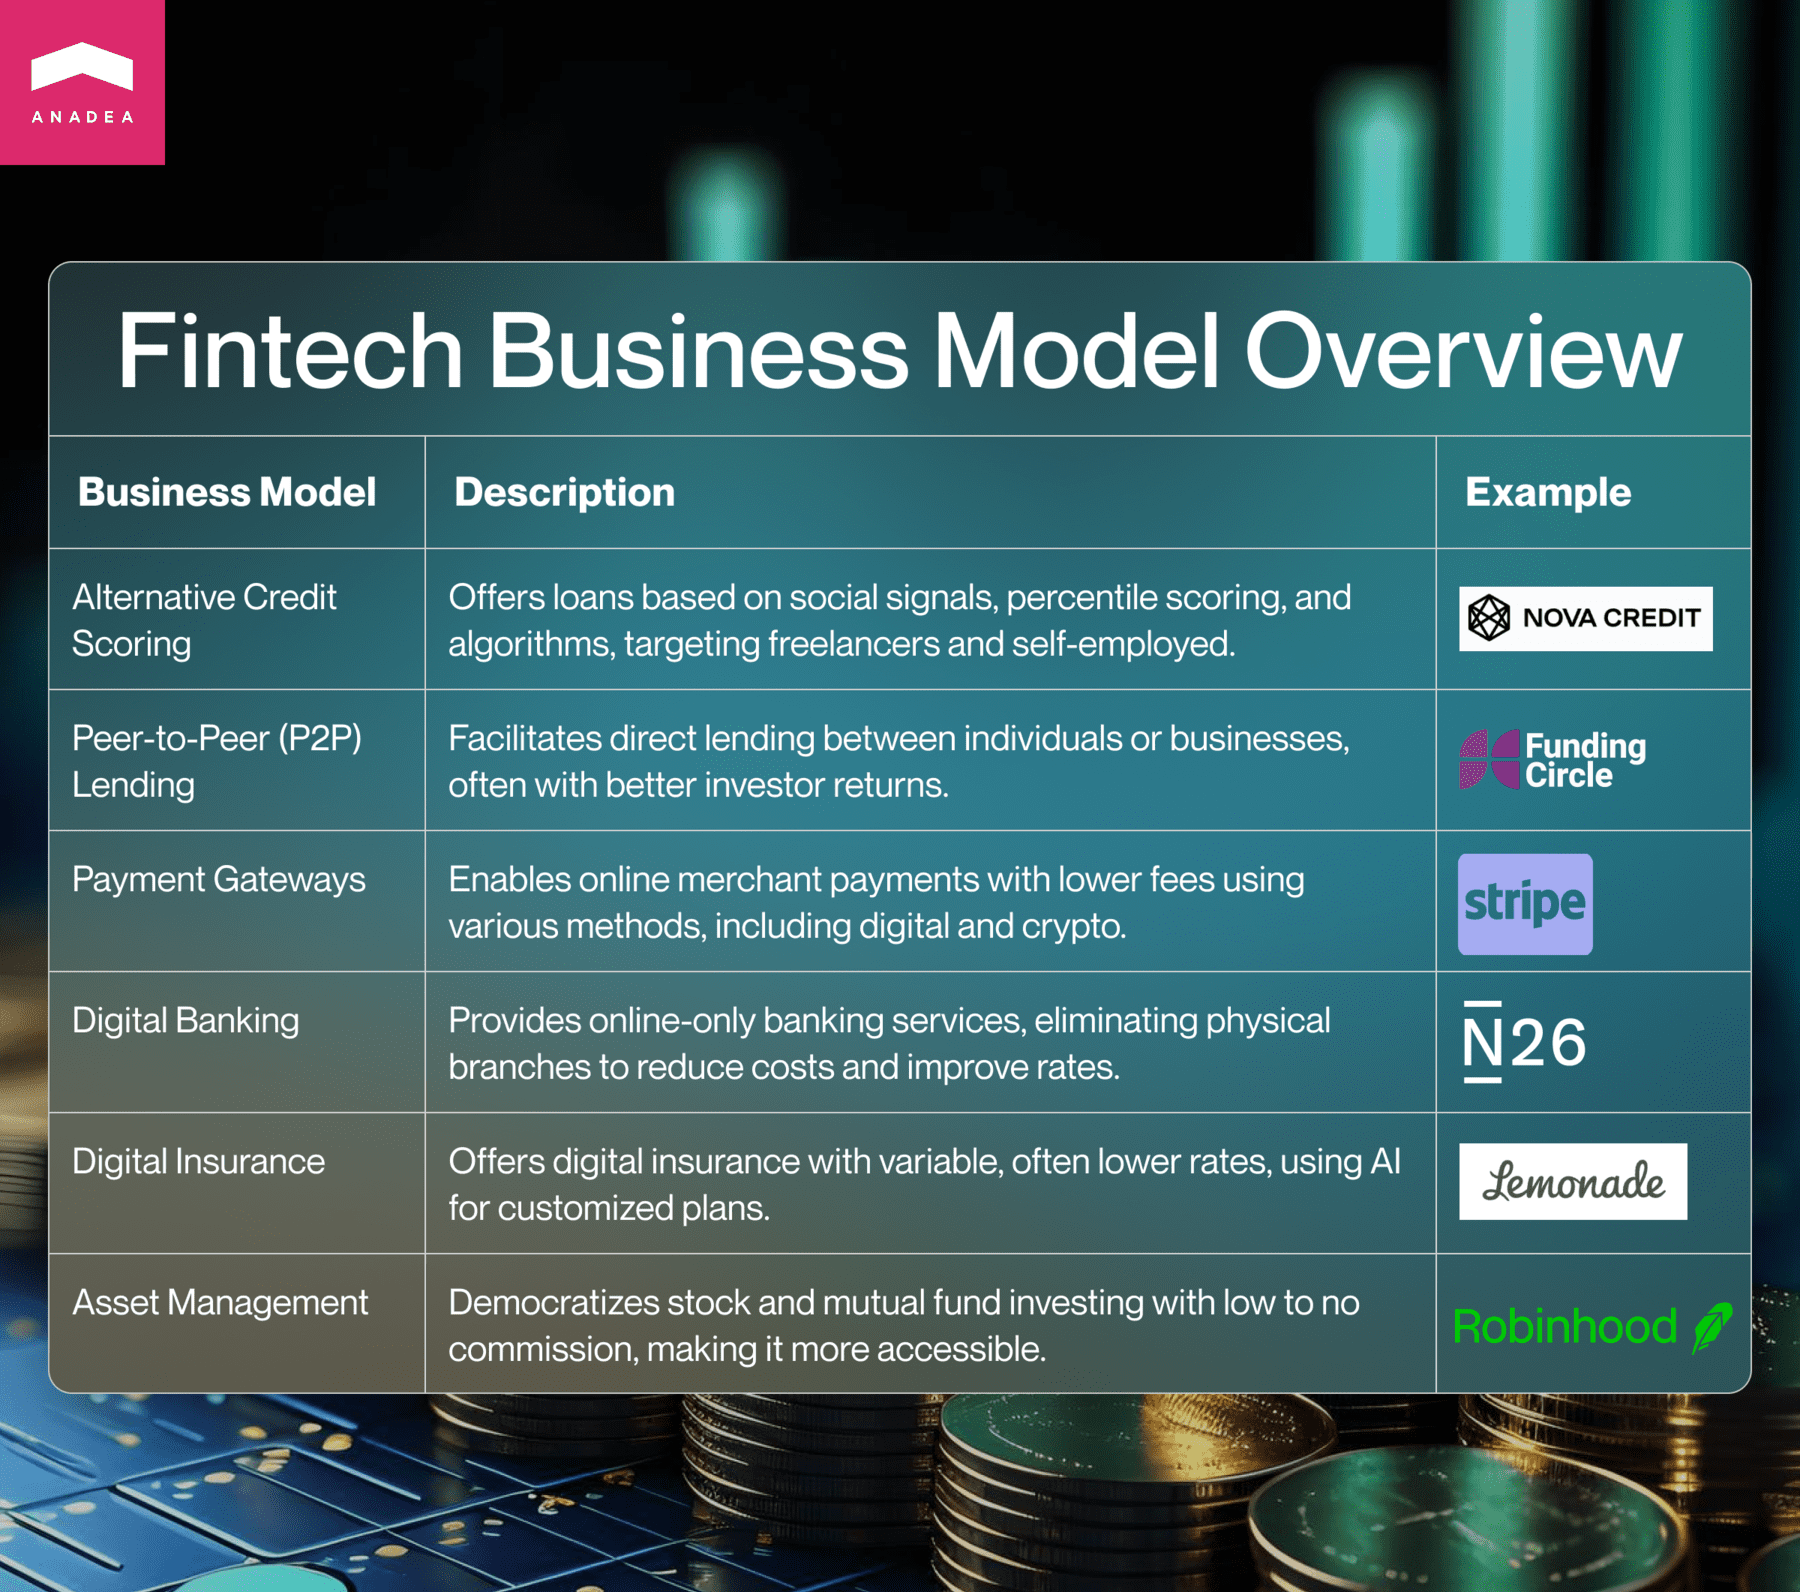 ANADEA
Fintech Business Model Overview
Business Model
Description
Example
Alternative Credit
Scoring
Offers loans based on social signals, percentile scoring, and
algorithms, targeting freelancers and self-employed.
NOVA CREDIT
Peer-to-Peer (P2P)
Lending
Facilitates direct lending between individuals or businesses,
often with better investor returns.
Funding
Circle
Payment Gateways
Enables online merchant payments with lower fees using
various methods, including digital and crypto.
stripe
Digital Banking
Provides online-only banking services, eliminating physical
branches to reduce costs and improve rates.
N26
Digital Insurance
Offers digital insurance with variable, often lower rates, using AI
for customized plans.
Lemonade
Asset Management
Democratizes stock and mutual fund investing with low to no
commission, making it more accessible.
Robinhood